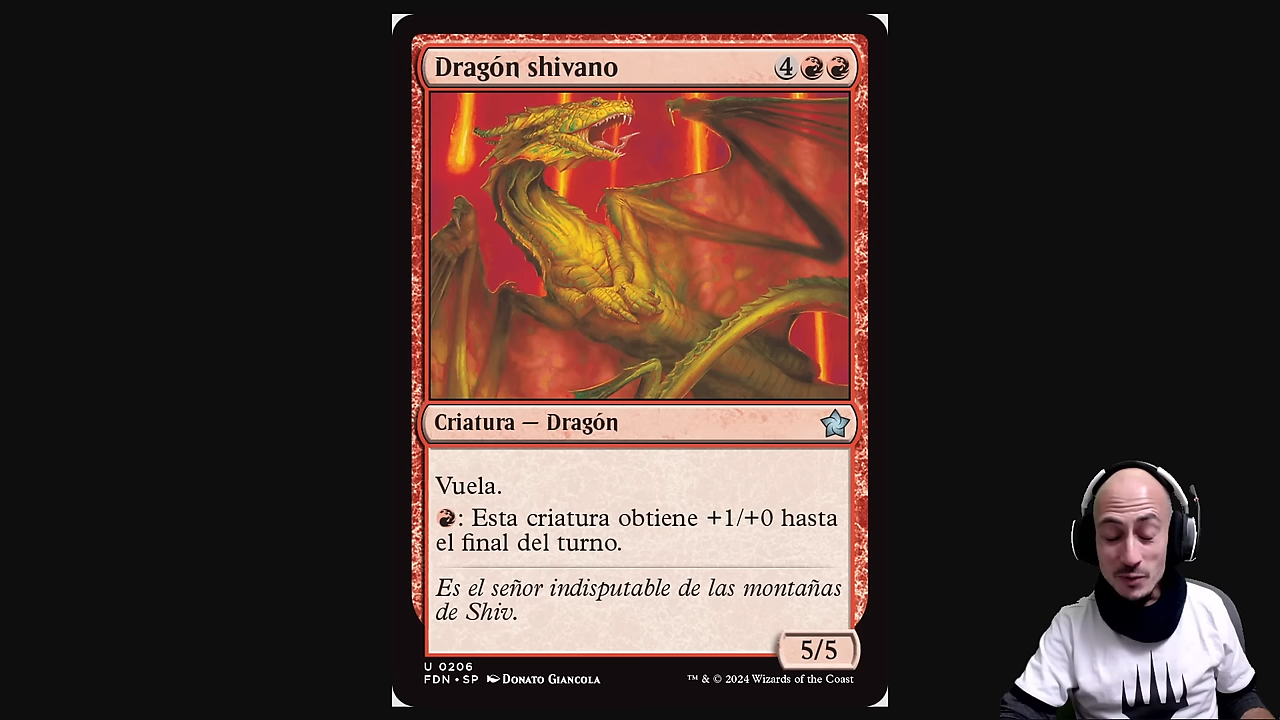 Dragón shivano
4
Criatura — Dragón
Vuela.
: Esta criatura obtiene +1/+0 hasta
el final del turno.
Es el señor indisputable de las montañas
de Shiv.
5/5
U 0206
FDN • SP Donato Giancola
™ & © 2024 Wizards of the Coast